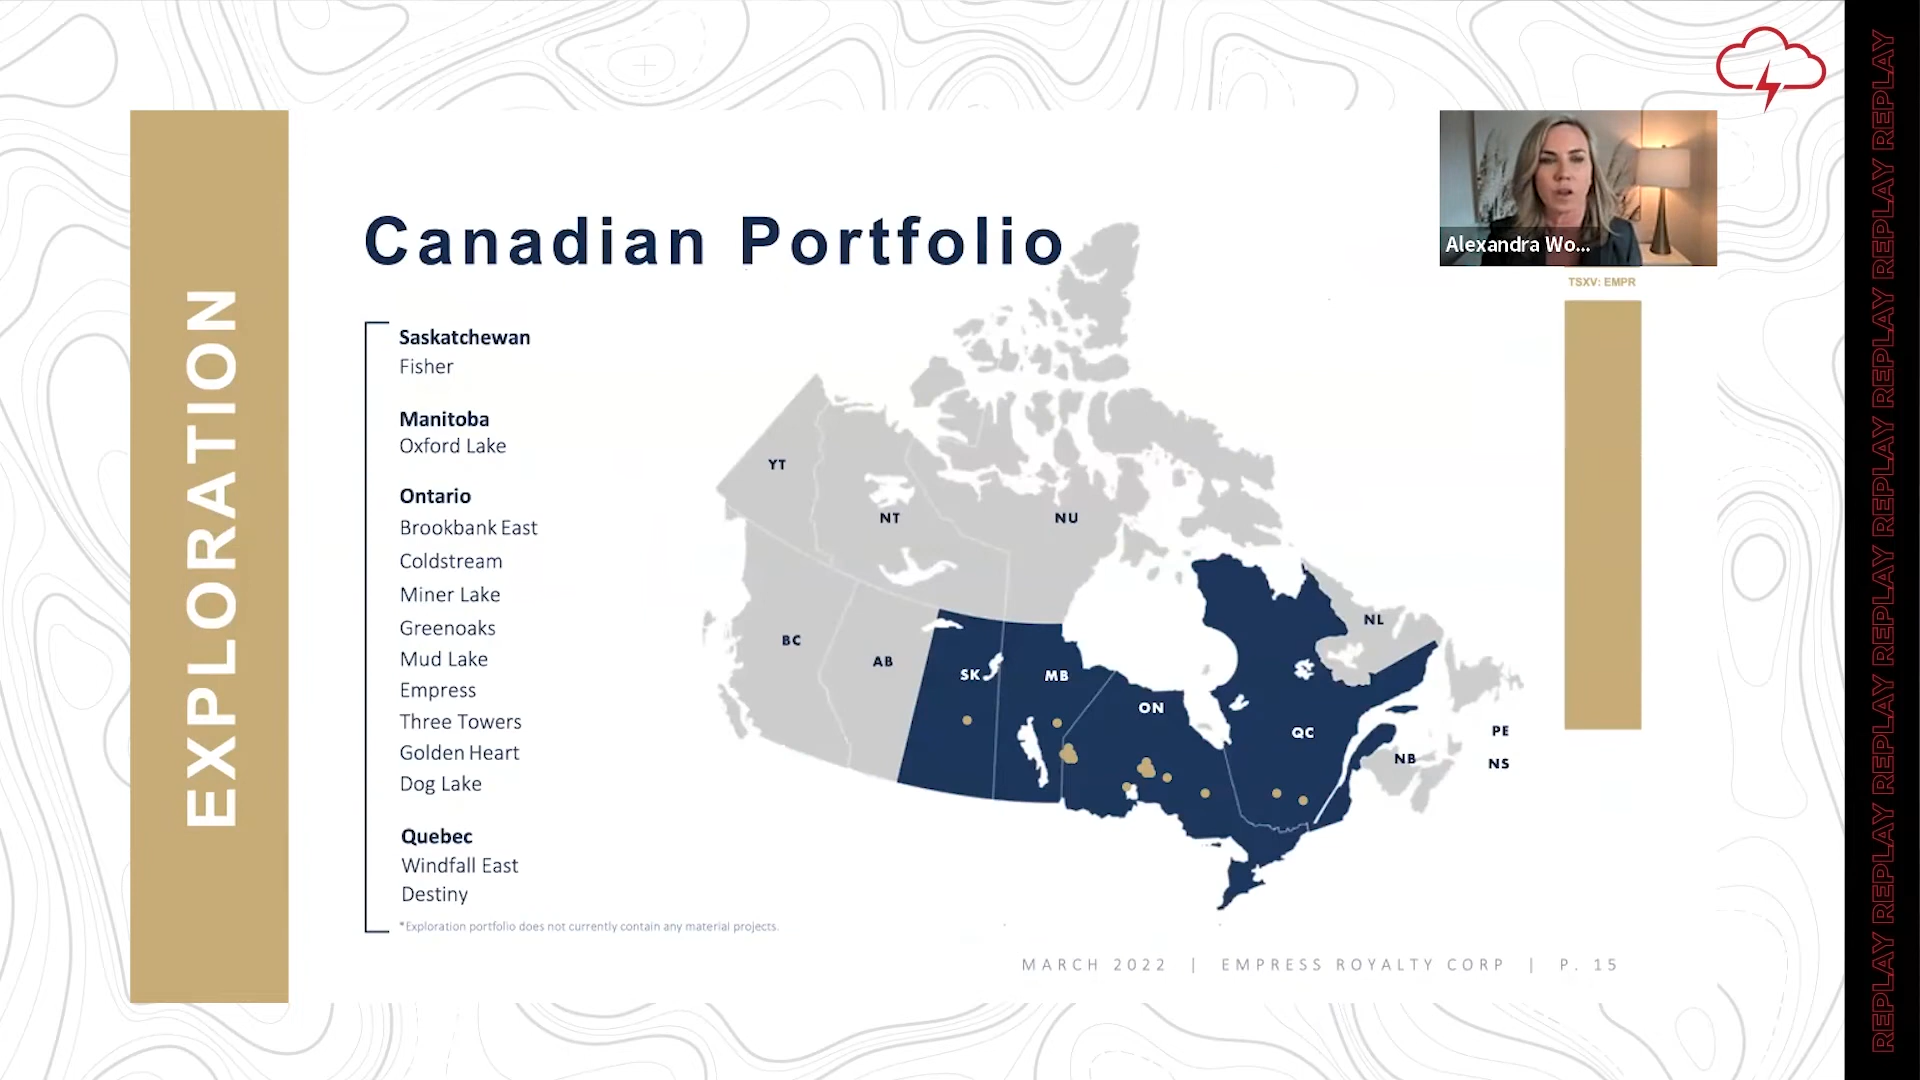 EXPLORATION
Canadian Portfolio
Alexandra Wo...
TSXV: EMPR
Saskatchewan
Fisher
Manitoba
Oxford Lake
Ontario
Brookbank East
Coldstream
Miner Lake
Greenoaks
Mud Lake
Empress
Three Towers
Golden Heart
Dog Lake
Quebec
Windfall East
Destiny
*Exploration portfolio does not currently contain any material projects.
YT
NT
NU
BC
AB
SK
MB
ON
QC
NL
NB
PE
NS
MARCH 2022 | EMPRESS ROYALTY CORP | P. 15
REPLAY REPLAY REPLAY REPLAY REPLAY REPLAY REPLAY REPLAY REPLAY REPLAY REPLAY